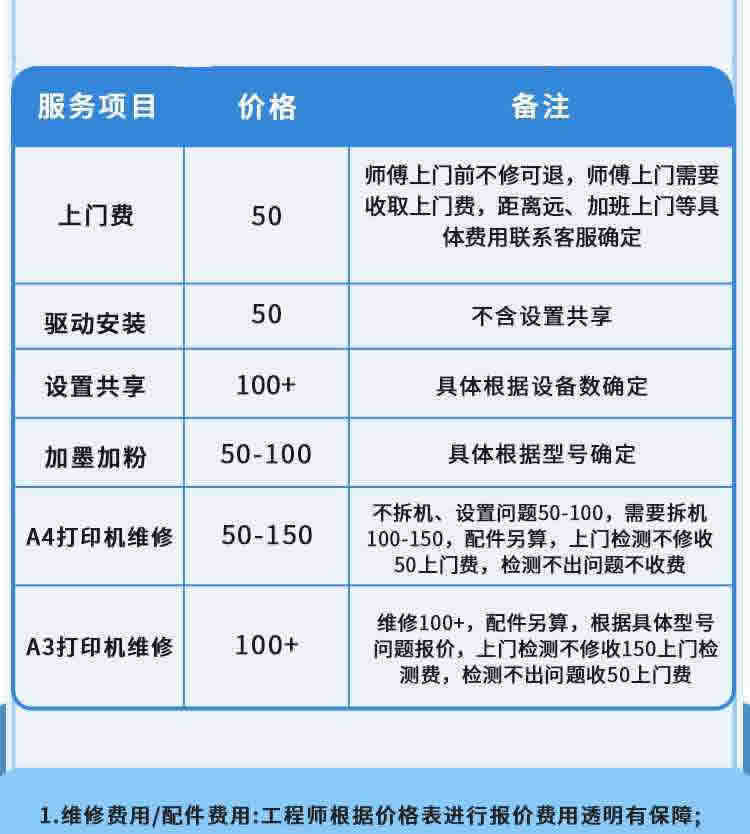 服务项目 价格 备注
上门费 50 师傅上门前不修可退，师傅上门需要
收取上门费，距离远、加班上门等具
体费用联系客服确定
驱动安装 50 不含设置共享
设置共享 100+ 具体根据设备数确定
加墨加粉 50-100 具体根据型号确定
A4打印机维修 50-150 不拆机、设置问题50-100，需要拆机
100-150，配件另算，上门检测不修收
50上门费，检测不出问题不收费
A3打印机维修 100+ 维修100+，配件另算，根据具体型号
问题报价，上门检测不修收150上门检
测费，检测不出问题收50上门费
1.维修费用/配件费用:工程师根据价格表进行报价费用透明有保障;